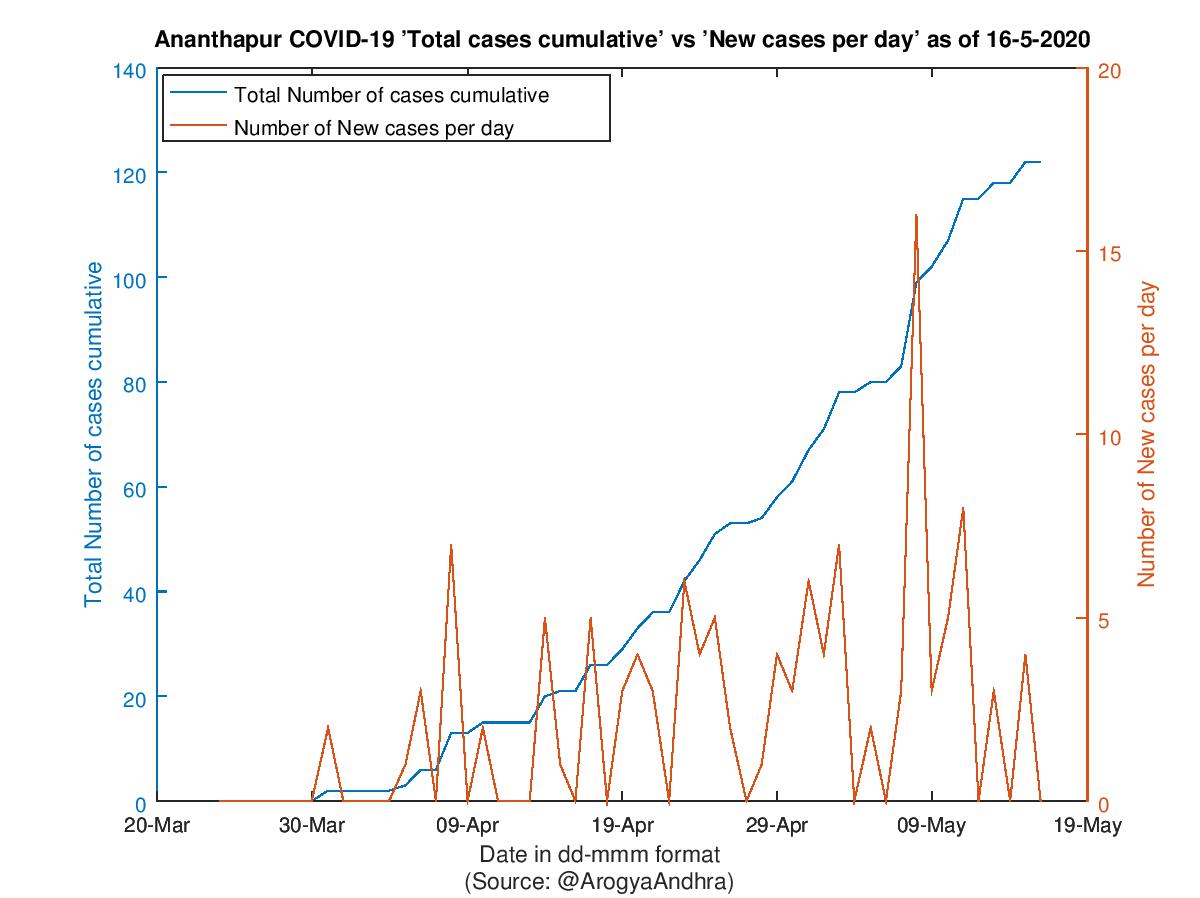 Ananthapur COVID-19 ’Total cases cumulative’ vs ’New cases per day’ as of 16-5-2020
Total Number of cases cumulative
Number of New cases per day
140
120
100
80
60
40
20
0
Total Number of cases cumulative
20
15
10
5
0
Number of New cases per day
20-Mar 30-Mar 09-Apr 19-Apr 29-Apr 09-May 19-May
Date in dd-mmm format
(Source: @ArogyaAndhra)